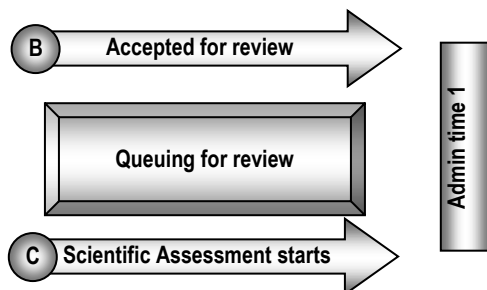 B Accepted for review
Queuing for review
C Scientific Assessment starts
Admin time 1